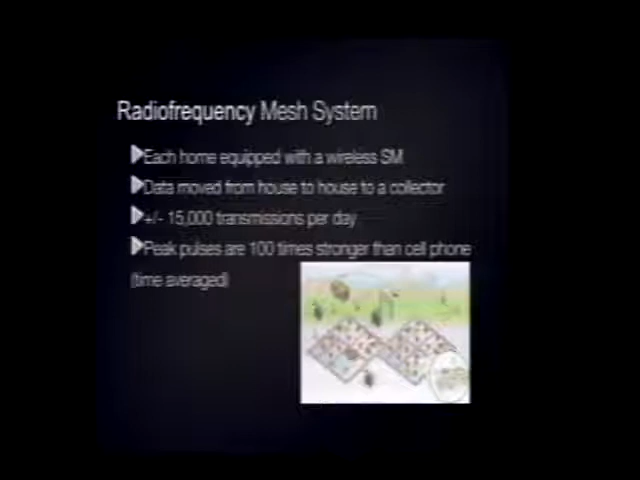 Radiofrequency Mesh System
Each home equipped with a wireless SM
Data moved from house to house to a collector
+/- 15,000 transmissions per day
Peak pulses are 100 times stronger than cell phone
(time averaged)